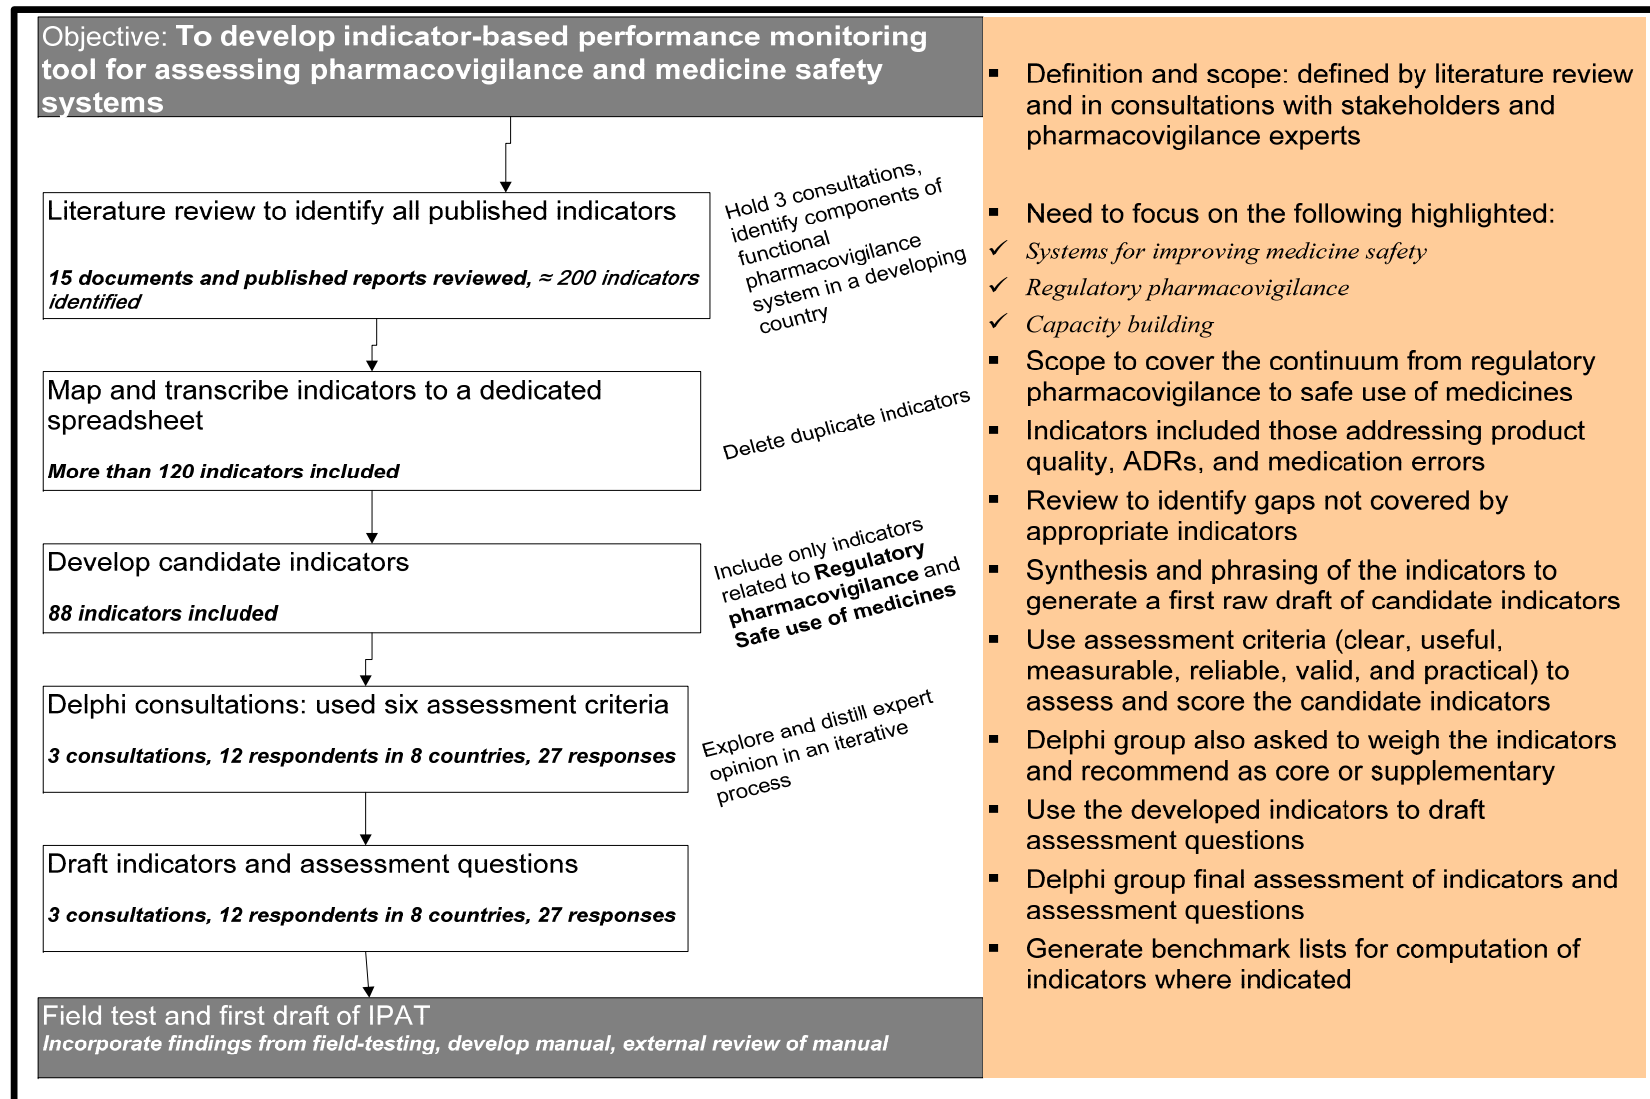 Objective: To develop indicator-based performance monitoring
tool for assessing pharmacovigilance and medicine safety
systems
Literature review to identify all published indicators
15 documents and published reports reviewed, ≈ 200 indicators
identified
Hold 3 consultations,
identify components of
functional
pharmacovigilance
system in a developing
country
Map and transcribe indicators to a dedicated
spreadsheet
More than 120 indicators included
Delete duplicate indicators
Develop candidate indicators
88 indicators included
Include only indicators
related to Regulatory
pharmacovigilance and
Safe use of medicines
Delphi consultations: used six assessment criteria
3 consultations, 12 respondents in 8 countries, 27 responses
Explore and distill expert
opinion in an iterative
process
Draft indicators and assessment questions
3 consultations, 12 respondents in 8 countries, 27 responses
Field test and first draft of IPAT
Incorporate findings from field-testing, develop manual, external review of manual
▪ Definition and scope: defined by literature review
and in consultations with stakeholders and
pharmacovigilance experts
▪ Need to focus on the following highlighted:
✓ Systems for improving medicine safety
✓ Regulatory pharmacovigilance
✓ Capacity building
▪ Scope to cover the continuum from regulatory
pharmacovigilance to safe use of medicines
▪ Indicators included those addressing product
quality, ADRs, and medication errors
▪ Review to identify gaps not covered by
appropriate indicators
▪ Synthesis and phrasing of the indicators to
generate a first raw draft of candidate indicators
▪ Use assessment criteria (clear, useful,
measurable, reliable, valid, and practical) to
assess and score the candidate indicators
▪ Delphi group also asked to weigh the indicators
and recommend as core or supplementary
▪ Use the developed indicators to draft
assessment questions
▪ Delphi group final assessment of indicators and
assessment questions
▪ Generate benchmark lists for computation of
indicators where indicated